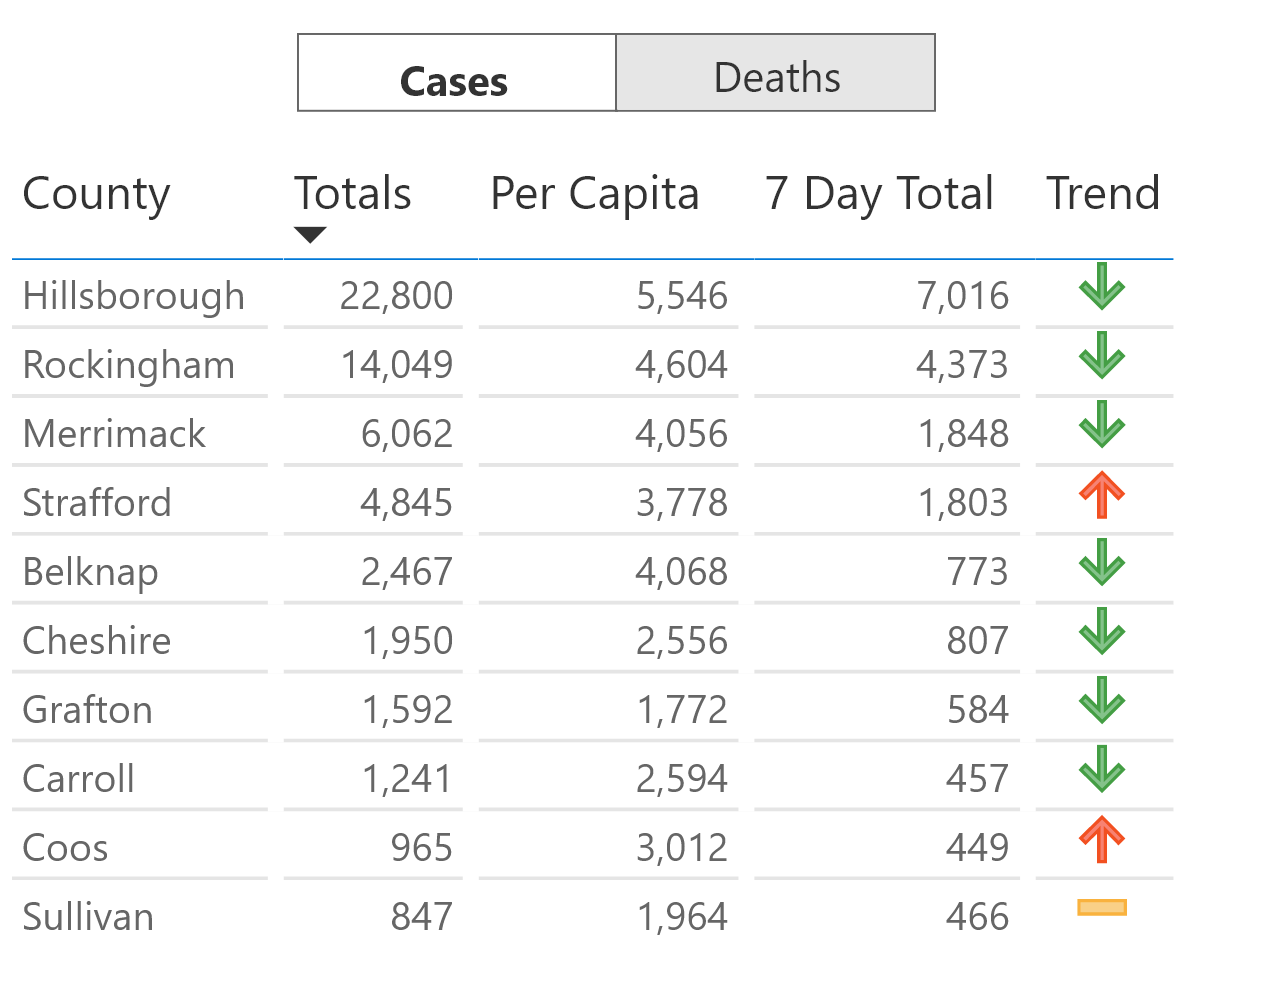 Cases Deaths
County Totals Per Capita 7 Day Total Trend
Hillsborough 22,800 5,546 7,016
Rockingham 14,049 4,604 4,373
Merrimack 6,062 4,056 1,848
Strafford 4,845 3,778 1,803
Belknap 2,467 4,068 773
Cheshire 1,950 2,556 807
Grafton 1,592 1,772 584
Carroll 1,241 2,594 457
Coos 965 3,012 449
Sullivan 847 1,964 466